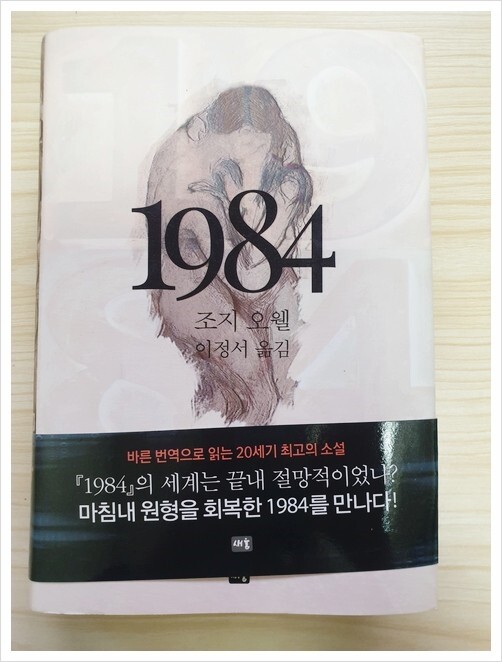 1984
조지 오웰
이정서 옮김
바른 번역으로 읽는 20세기 최고의 소설
『1984』의 세계는 끝내 절망적이었나?
마침내 원형을 회복한 1984를 만나다!
새움